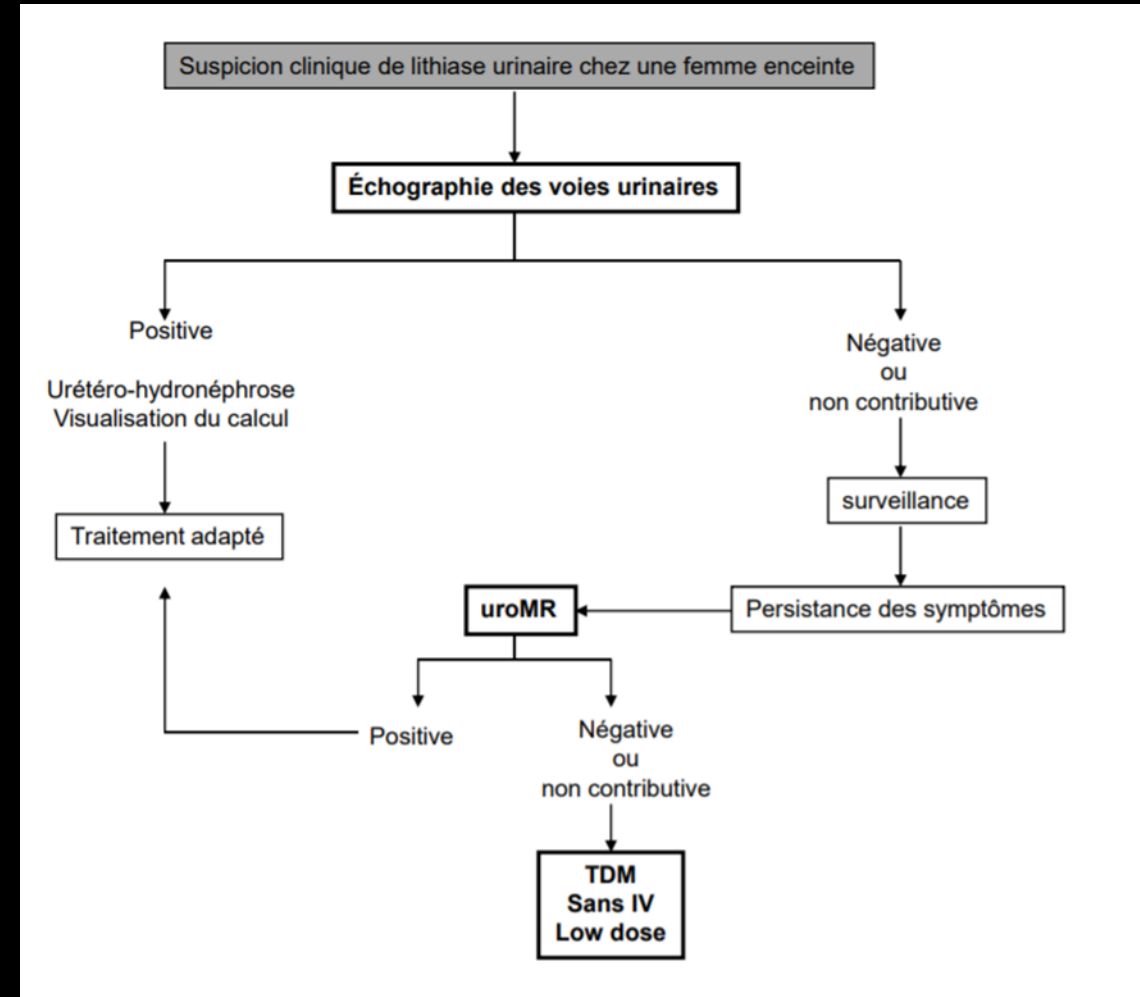 Suspicion clinique de lithiase urinaire chez une femme enceinte
Échographie des voies urinaires
Positive
Urétéro-hydronéphrose
Visualisation du calcul
Traitement adapté
Négative
ou
non contributive
surveillance
Persistance des symptômes
uroMR
Positive
Négative
ou
non contributive
TDM
Sans IV
Low dose